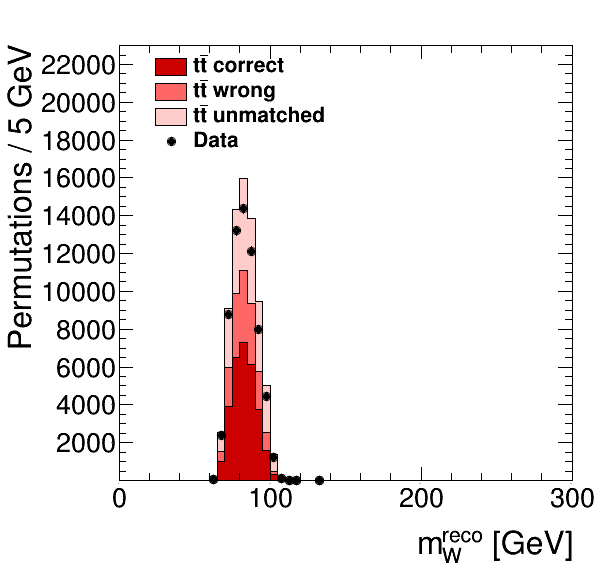 Permutations / 5 GeV
22000
20000
18000
16000
14000
12000
10000
8000
6000
4000
2000
tt̄ correct
tt̄ wrong
tt̄ unmatched
Data
0 100 200 300
m_W^reco [GeV]